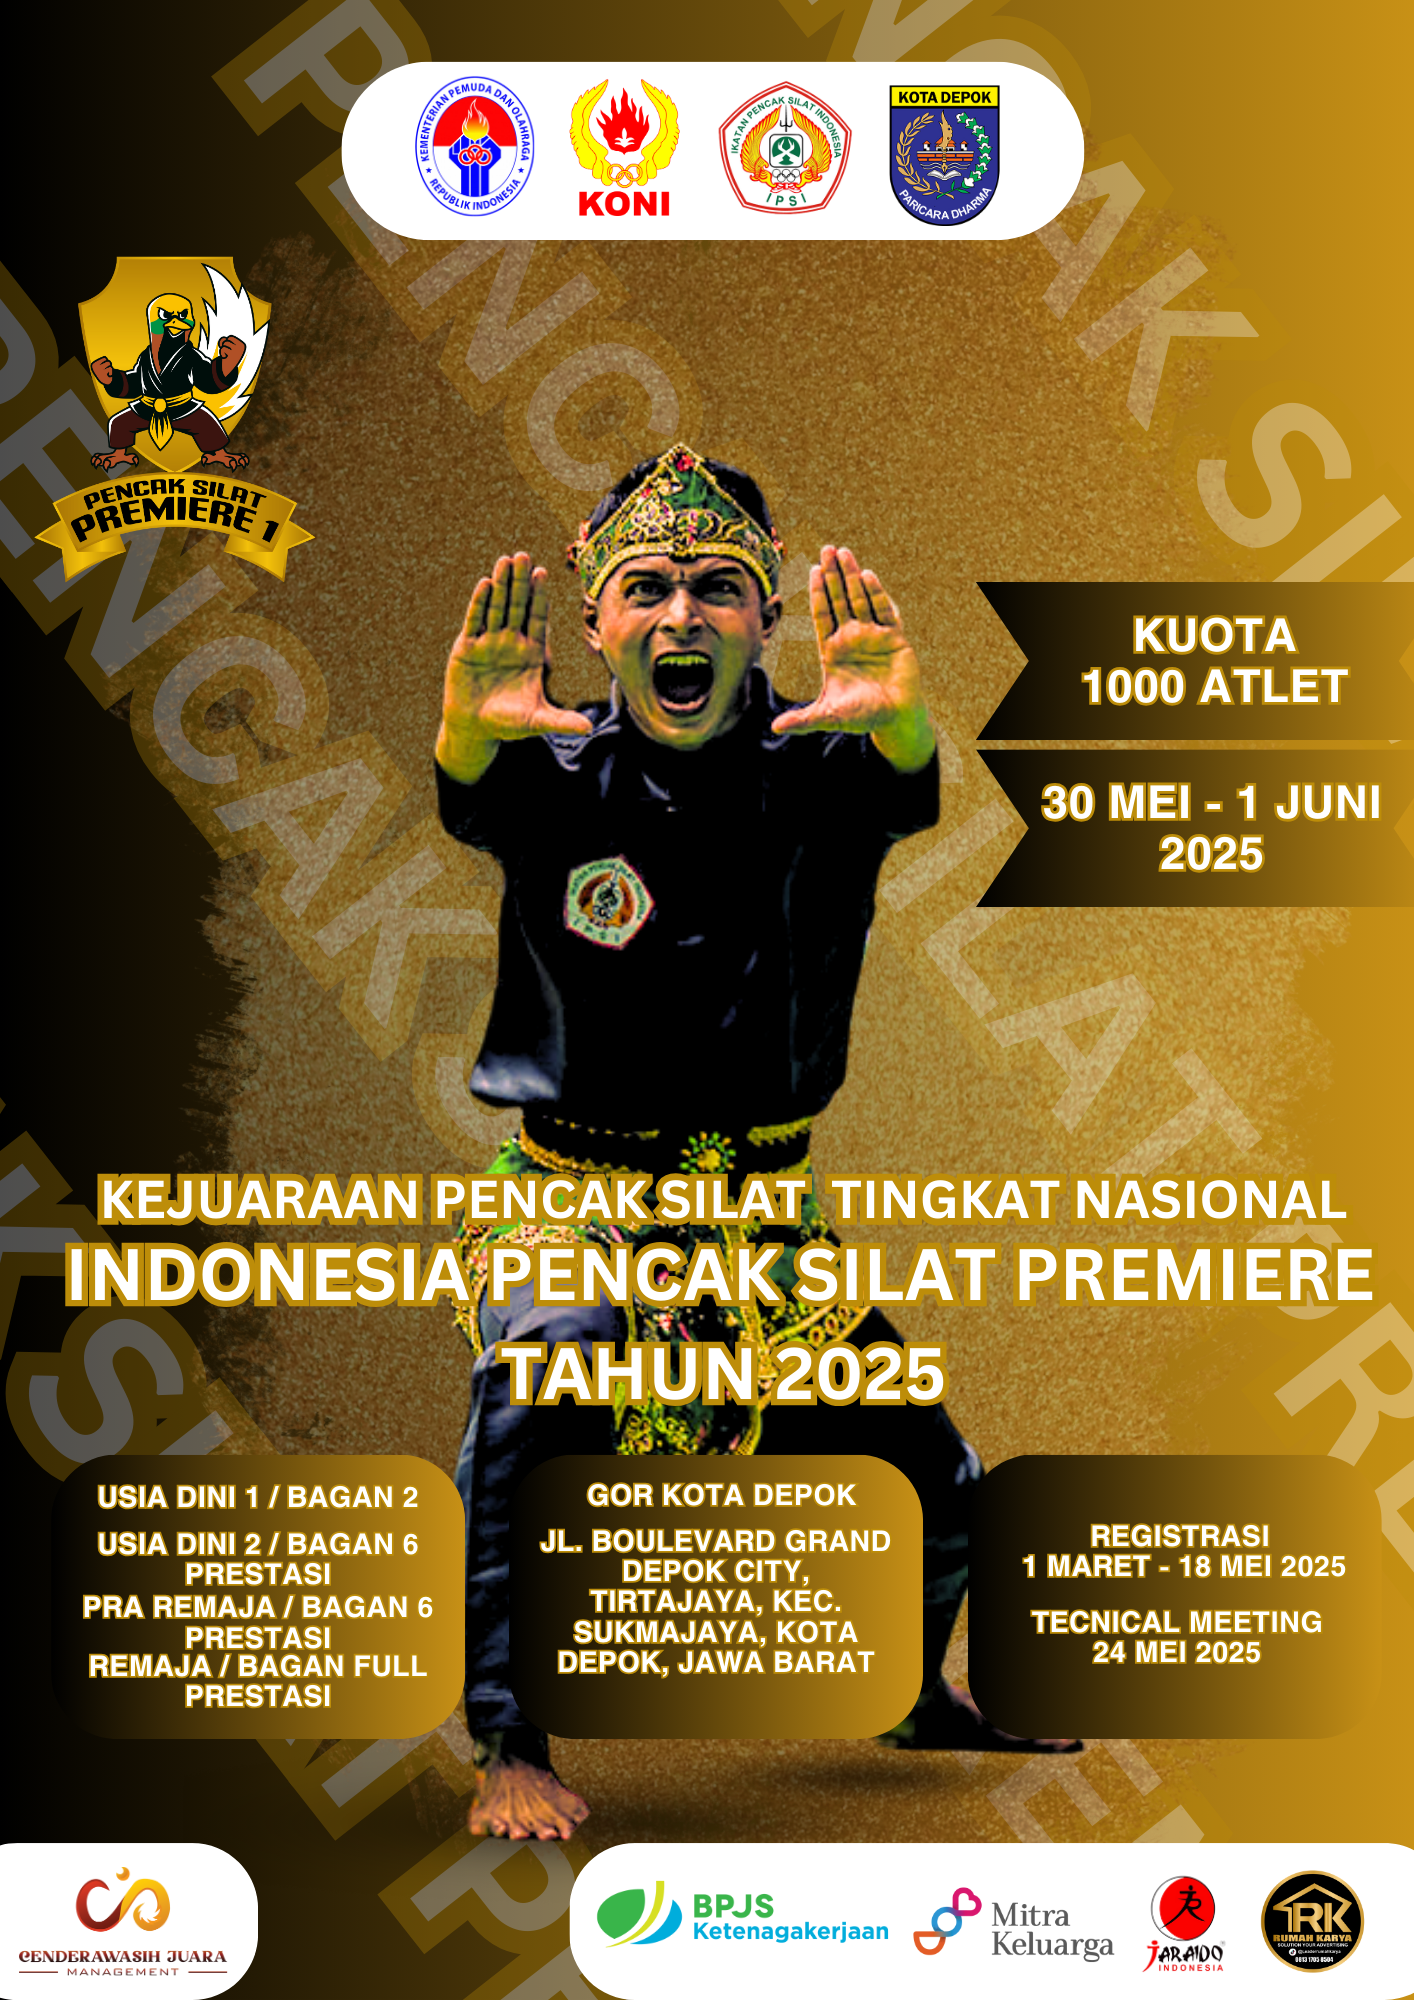 KEMENTERIAN PEMUDA DAN OLAHRAGA
REPUBLIK INDONESIA
KONI
IKATAN PENCAK SILAT INDONESIA
IPSI
KOTA DEPOK
PARICARA DHARMA
PENCAK SILAT
PREMIERE 1
KUOTA
1000 ATLET
30 MEI - 1 JUNI
2025
KEJUARAAN PENCAK SILAT TINGKAT NASIONAL
INDONESIA PENCAK SILAT PREMIERE
TAHUN 2025
USIA DINI 1 / BAGAN 2
USIA DINI 2 / BAGAN 6
PRESTASI
PRA REMAJA / BAGAN 6
PRESTASI
REMAJA / BAGAN FULL
PRESTASI
GOR KOTA DEPOK
JL. BOULEVARD GRAND
DEPOK CITY,
TIRTAJAYA, KEC.
SUKMAJAYA, KOTA
DEPOK, JAWA BARAT
REGISTRASI
1 MARET - 18 MEI 2025
TECNICAL MEETING
24 MEI 2025
CENDERAWASIH JUARA
MANAGEMENT
BPJS
Ketenagakerjaan
Mitra
Keluarga
JARAIDO
INDONESIA
RK
RUMAH KARYA
SOLUTION YOUR ADVERTISING